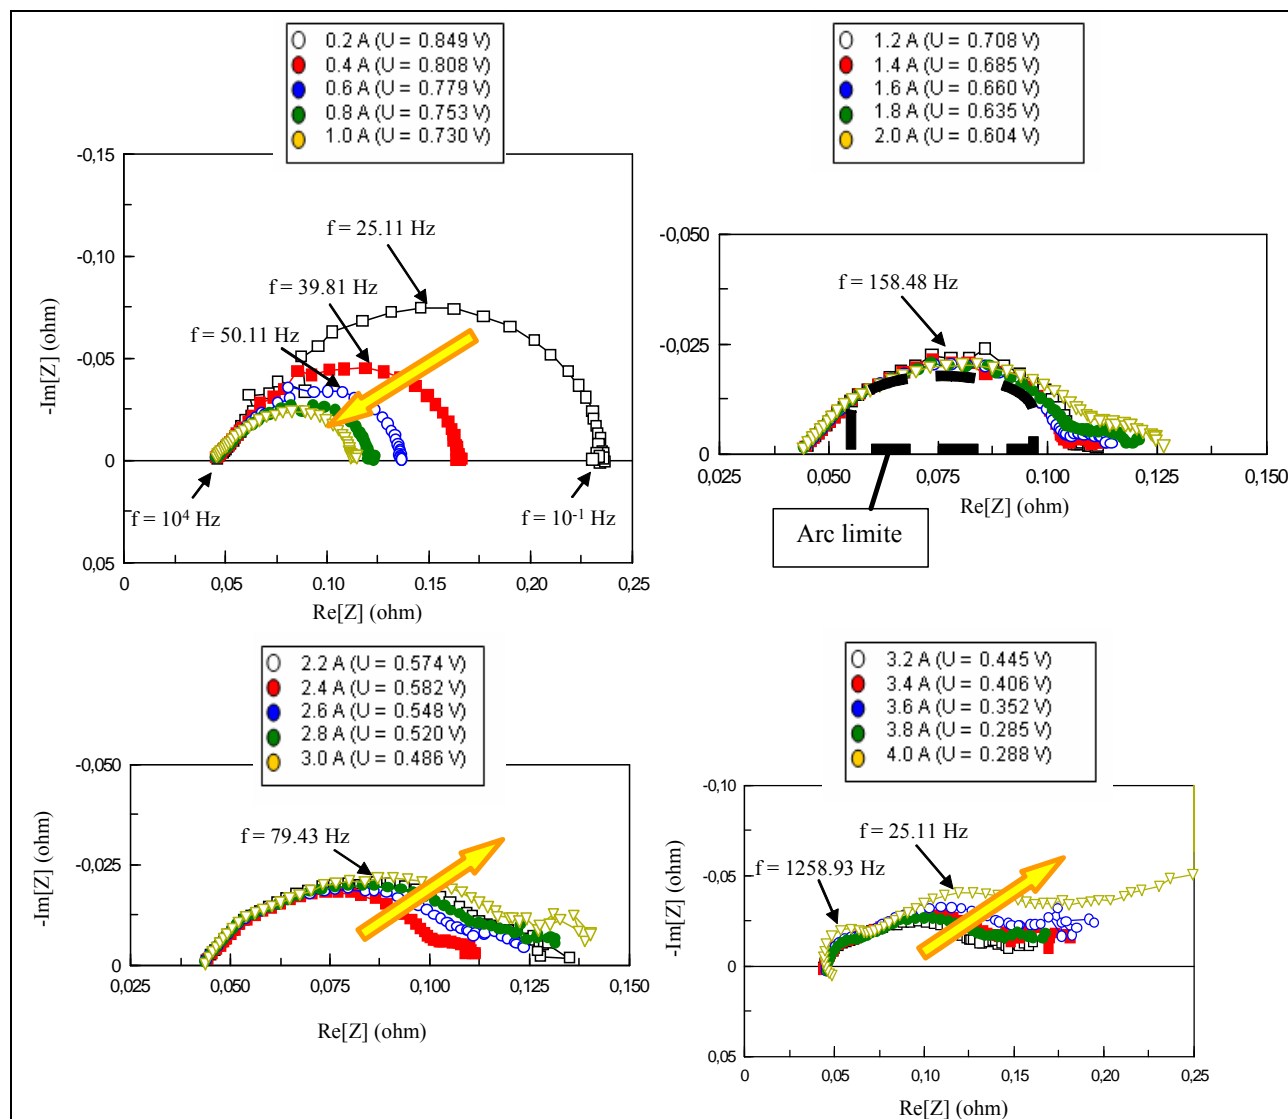 0.2 A (U = 0.849 V)
0.4 A (U = 0.808 V)
0.6 A (U = 0.779 V)
0.8 A (U = 0.753 V)
1.0 A (U = 0.730 V)
-0,15
-0,10
-0,05
0
0,05
-Im[Z] (ohm)
f = 25.11 Hz
f = 39.81 Hz
f = 50.11 Hz
f = 10⁴ Hz
f = 10⁻¹ Hz
0
0,05
0.10
0.15
0.20
0,25
Re[Z] (ohm)
1.2 A (U = 0.708 V)
1.4 A (U = 0.685 V)
1.6 A (U = 0.660 V)
1.8 A (U = 0.635 V)
2.0 A (U = 0.604 V)
-0,050
-0,025
0
-Im[Z] (ohm)
f = 158.48 Hz
0.025
0.050
0.075
0.100
0.125
0,150
Re[Z] (ohm)
Arc limite
2.2 A (U = 0.574 V)
2.4 A (U = 0.582 V)
2.6 A (U = 0.548 V)
2.8 A (U = 0.520 V)
3.0 A (U = 0.486 V)
-0,050
-0,025
0
-Im[Z] (ohm)
f = 79.43 Hz
0,025
0,050
0,075
0,100
0,125
0,150
Re[Z] (ohm)
3.2 A (U = 0.445 V)
3.4 A (U = 0.406 V)
3.6 A (U = 0.352 V)
3.8 A (U = 0.285 V)
4.0 A (U = 0.288 V)
-0,10
-0,05
0
0,05
-Im[Z] (ohm)
f = 25.11 Hz
f = 1258.93 Hz
0
0,05
0,10
0,15
0,20
0,25
Re[Z] (ohm)